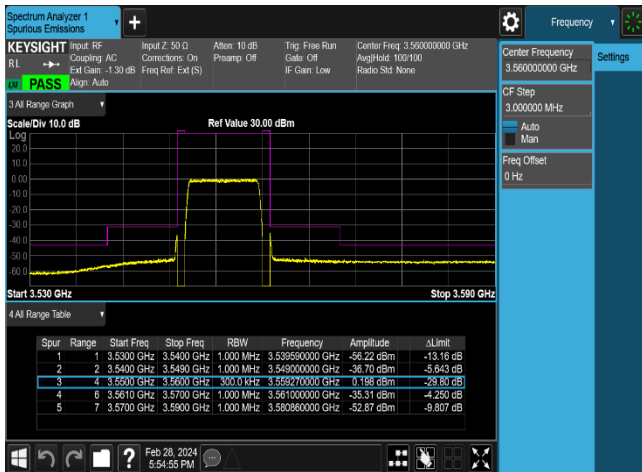 Spectrum Analyzer 1
Spurious Emissions
Frequency
KEYSIGHT Input: RF Input Z: 50 Ω Atten: 10 dB Trig: Free Run Center Freq: 3.560000000 GHz
RL Coupling: AC Corrections: On Preamp: Off Gate: Off Avg|Hold: 100/100
Ext Gain: -1.30 dB Freq Ref: Ext (S) IF Gain: Low Radio Std: None
PASS Align: Auto
Center Frequency
3.560000000 GHz
Settings
CF Step
3.000000 MHz
Auto
Man
Freq Offset
0 Hz
3 All Range Graph
Scale/Div 10.0 dB Ref Value 30.00 dBm
Log
20.0
10.0
0.00
-10.0
-20.0
-30.0
-40.0
-50.0
-60.0
Start 3.530 GHz Stop 3.590 GHz
4 All Range Table
Spur Range Start Freq Stop Freq RBW Frequency Amplitude ΔLimit
1 1 3.5300 GHz 3.5400 GHz 1.000 MHz 3.539590000 GHz -56.22 dBm -13.16 dB
2 2 3.5400 GHz 3.5490 GHz 1.000 MHz 3.549000000 GHz -36.70 dBm -5.643 dB
3 4 3.5500 GHz 3.5600 GHz 300.0 kHz 3.559270000 GHz 0.198 dBm -29.80 dB
4 6 3.5610 GHz 3.5700 GHz 1.000 MHz 3.561000000 GHz -35.31 dBm -4.250 dB
5 7 3.5700 GHz 3.5900 GHz 1.000 MHz 3.580860000 GHz -52.87 dBm -9.807 dB
Feb 28, 2024
5:54:55 PM